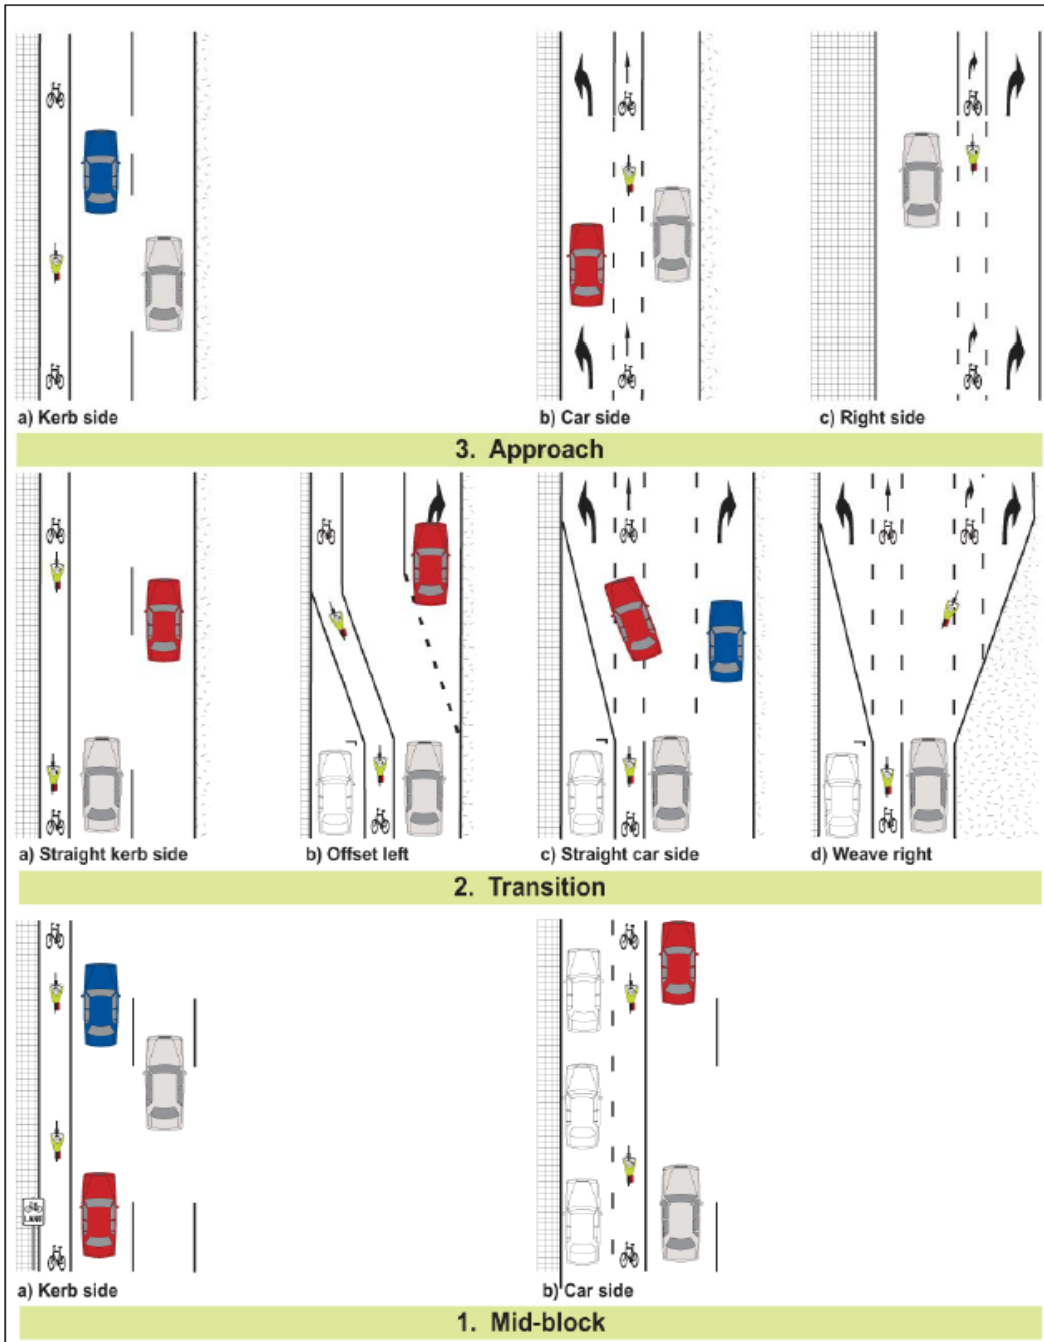 a) Kerb side
b) Car side
c) Right side
3. Approach
a) Straight kerb side
b) Offset left
c) Straight car side
d) Weave right
2. Transition
LANE
a) Kerb side
b) Car side
1. Mid-block